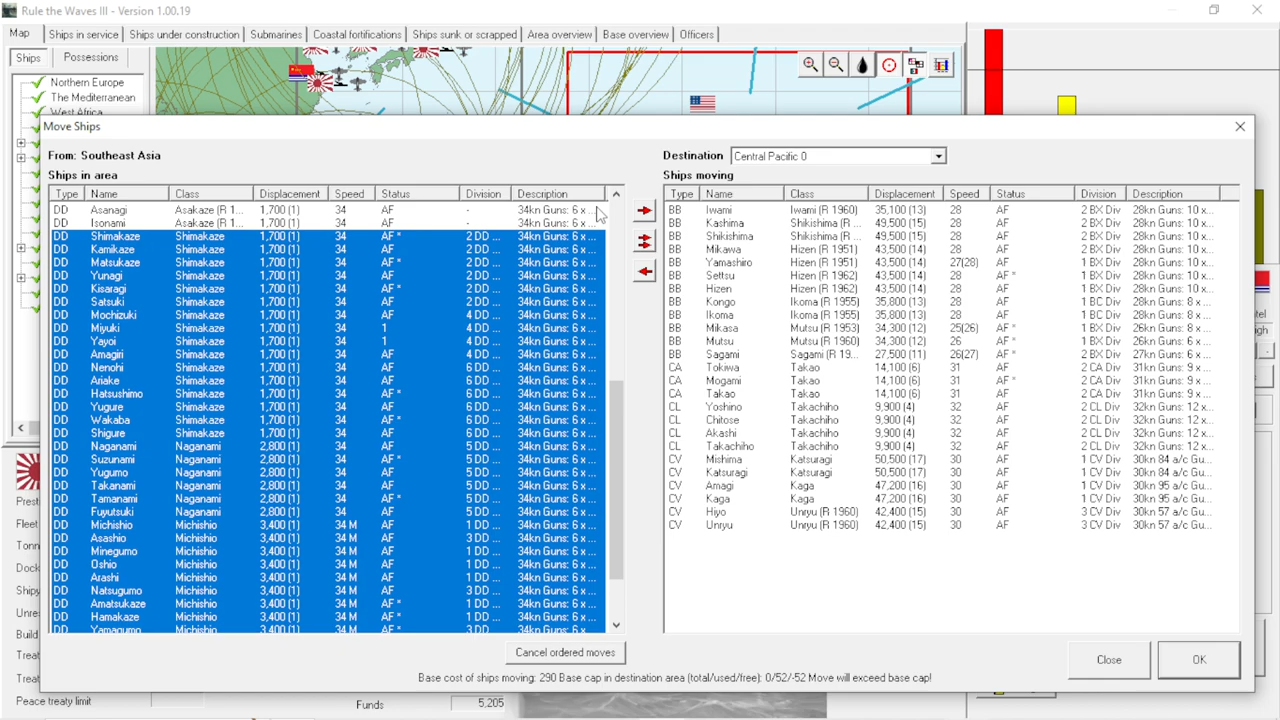 Rule the Waves III - Version 1.00.19
Map Ships in service Ships under construction Submarines Coastal fortifications Ships sunk or scrapped Area overview Base overview Officers
Ships Possessions
Northern Europe
The Mediterranean
West Africa
Move Ships
From: Southeast Asia
Ships in area
Type Name Class Displacement Speed Status Division Description
DD Asanagi Asakaze (R 1... 1,700 (1) 34 AF - 34kn Guns: 6 x ...
DD Isonami Asakaze (R 1... 1,700 (1) 34 AF - 34kn Guns: 6 x ...
DD Shimakaze Shimakaze 1,700 (1) 34 AF * 2 DD ... 34kn Guns: 6 x ...
DD Kamikaze Shimakaze 1,700 (1) 34 AF 2 DD ... 34kn Guns: 6 x ...
DD Matsukaze Shimakaze 1,700 (1) 34 AF * 2 DD ... 34kn Guns: 6 x ...
DD Yunagi Shimakaze 1,700 (1) 34 AF 2 DD ... 34kn Guns: 6 x ...
DD Kisaragi Shimakaze 1,700 (1) 34 AF * 2 DD ... 34kn Guns: 6 x ...
DD Satsuki Shimakaze 1,700 (1) 34 AF 2 DD ... 34kn Guns: 6 x ...
DD Mochizuki Shimakaze 1,700 (1) 34 AF 4 DD ... 34kn Guns: 6 x ...
DD Miyuki Shimakaze 1,700 (1) 34 1 4 DD ... 34kn Guns: 6 x ...
DD Yayoi Shimakaze 1,700 (1) 34 1 4 DD ... 34kn Guns: 6 x ...
DD Amagiri Shimakaze 1,700 (1) 34 AF 4 DD ... 34kn Guns: 6 x ...
DD Nenohi Shimakaze 1,700 (1) 34 AF 6 DD ... 34kn Guns: 6 x ...
DD Ariake Shimakaze 1,700 (1) 34 AF 6 DD ... 34kn Guns: 6 x ...
DD Hatsushimo Shimakaze 1,700 (1) 34 AF * 6 DD ... 34kn Guns: 6 x ...
DD Yugure Shimakaze 1,700 (1) 34 AF 6 DD ... 34kn Guns: 6 x ...
DD Wakaba Shimakaze 1,700 (1) 34 AF * 6 DD ... 34kn Guns: 6 x ...
DD Shigure Shimakaze 1,700 (1) 34 AF 6 DD ... 34kn Guns: 6 x ...
DD Naganami Naganami 2,800 (1) 34 AF 5 DD ... 34kn Guns: 6 x ...
DD Suzunami Naganami 2,800 (1) 34 AF * 5 DD ... 34kn Guns: 6 x ...
DD Yugumo Naganami 2,800 (1) 34 AF 5 DD ... 34kn Guns: 6 x ...
DD Takanami Naganami 2,800 (1) 34 AF 5 DD ... 34kn Guns: 6 x ...
DD Tamanami Naganami 2,800 (1) 34 AF * 5 DD ... 34kn Guns: 6 x ...
DD Fuyutsuki Naganami 2,800 (1) 34 AF 5 DD ... 34kn Guns: 6 x ...
DD Michishio Michishio 3,400 (1) 34 M AF 1 DD ... 34kn Guns: 6 x ...
DD Asashio Michishio 3,400 (1) 34 M AF 3 DD ... 34kn Guns: 6 x ...
DD Minegumo Michishio 3,400 (1) 34 M AF 1 DD ... 34kn Guns: 6 x ...
DD Oshio Michishio 3,400 (1) 34 M AF 1 DD ... 34kn Guns: 6 x ...
DD Arashi Michishio 3,400 (1) 34 M AF 1 DD ... 34kn Guns: 6 x ...
DD Natsugumo Michishio 3,400 (1) 34 M AF 3 DD ... 34kn Guns: 6 x ...
DD Amatsukaze Michishio 3,400 (1) 34 M AF * 1 DD ... 34kn Guns: 6 x ...
DD Hamakaze Michishio 3,400 (1) 34 M AF * 1 DD ... 34kn Guns: 6 x ...
DD Yamagumo Michishio 3,400 (1) 34 M AF * 3 DD ... 34kn Guns: 6 x ...
Cancel ordered moves
Destination Central Pacific 0
Ships moving
Type Name Class Displacement Speed Status Division Description
BB Iwami Iwami (R 1960) 35,100 (13) 28 AF 2 BX Div 28kn Guns: 10 x...
BB Kashima Shikishima (R ... 49,500 (15) 28 AF 2 BX Div 28kn Guns: 10 x...
BB Shikishima Shikishima (R ... 49,500 (15) 28 AF * 2 BX Div 28kn Guns: 10 x...
BB Mikawa Hizen (R 1951) 43,500 (14) 28 AF 2 BX Div 28kn Guns: 10 x...
BB Yamashiro Hizen (R 1951) 43,500 (14) 27(28) AF 1 BX Div 28kn Guns: 10 x...
BB Settsu Hizen (R 1962) 43,500 (14) 28 AF * 1 BX Div 28kn Guns: 10 x...
BB Hizen Hizen (R 1962) 43,500 (14) 28 AF 1 BX Div 28kn Guns: 10 x...
BB Kongo Ikoma (R 1955) 35,800 (13) 28 AF 1 BC Div 28kn Guns: 8 x ...
BB Ikoma Ikoma (R 1955) 35,800 (13) 28 AF 1 BC Div 28kn Guns: 8 x ...
BB Mikasa Mutsu (R 1953) 34,300 (12) 25(26) AF * 1 BX Div 26kn Guns: 8 x ...
BB Mutsu Mutsu (R 1960) 34,300 (12) 26 AF * 1 BX Div 26kn Guns: 6 x ...
BB Sagami Sagami (R 19... 27,500 (11) 26(27) AF * 2 BX Div 27kn Guns: 6 x ...
CA Tokiwa Takao 14,100 (6) 31 AF 2 CA Div 31kn Guns: 9 x ...
CA Mogami Takao 14,100 (6) 31 AF * 2 CA Div 31kn Guns: 9 x ...
CA Takao Takao 14,100 (6) 31 AF 2 CA Div 31kn Guns: 9 x ...
CL Yoshino Takachiho 9,900 (4) 32 AF 2 CL Div 32kn Guns: 12 x...
CL Chitose Takachiho 9,900 (4) 32 AF 2 CL Div 32kn Guns: 12 x...
CL Akashi Takachiho 9,900 (4) 32 AF 2 CL Div 32kn Guns: 12 x...
CL Takachiho Takachiho 9,900 (4) 32 AF 2 CL Div 32kn Guns: 12 x...
CV Mishima Katsuragi 50,500 (17) 30 AF 1 CV Div 30kn 84 a/c Gu...
CV Katsuragi Katsuragi 50,500 (17) 30 AF 1 CV Div 30kn 84 a/c Gu...
CV Amagi Kaga 47,200 (16) 30 AF 1 CV Div 30kn 95 a/c Gu...
CV Kaga Kaga 47,200 (16) 30 AF 1 CV Div 30kn 95 a/c Gu...
CV Hiyo Unryu (R 1960) 42,400 (15) 30 AF 3 CV Div 30kn 57 a/c Gu...
CV Unryu Unryu (R 1960) 42,400 (15) 30 AF 3 CV Div 30kn 57 a/c Gu...
Close OK
Base cost of ships moving: 290 Base cap in destination area (total/used/free): 0/52/-52 Move will exceed base cap!
Peace treaty limit
Funds 5,205